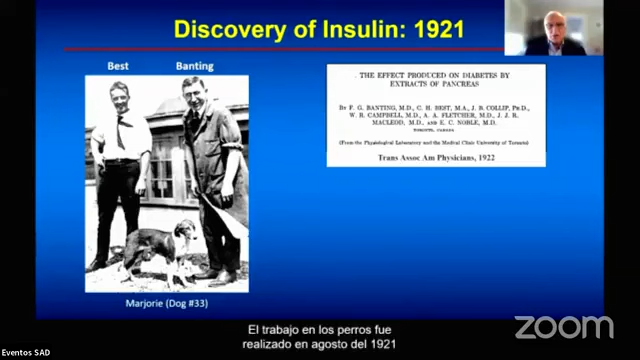 Discovery of Insulin: 1921
Best Banting
Marjorie (Dog #33)
THE EFFECT PRODUCED ON DIABETES BY
EXTRACTS OF PANCREAS
By F. G. BANTING, M.D., C. H. BEST, M.A., J. B. COLLIP, Ph.D.,
W. B. CAMPBELL, M.D., A. A. FLETCHER, M.D., J. J. R.
MACLEOD, M.D., AND E. C. NOBLE, M.D.
TORONTO, CANADA
(From the Physiological Laboratory and the Medical Clinic University of Toronto)
Trans Assoc Am Physicians, 1922
zoom
El trabajo en los perros fue
realizado en agosto del 1921
Eventos SAD